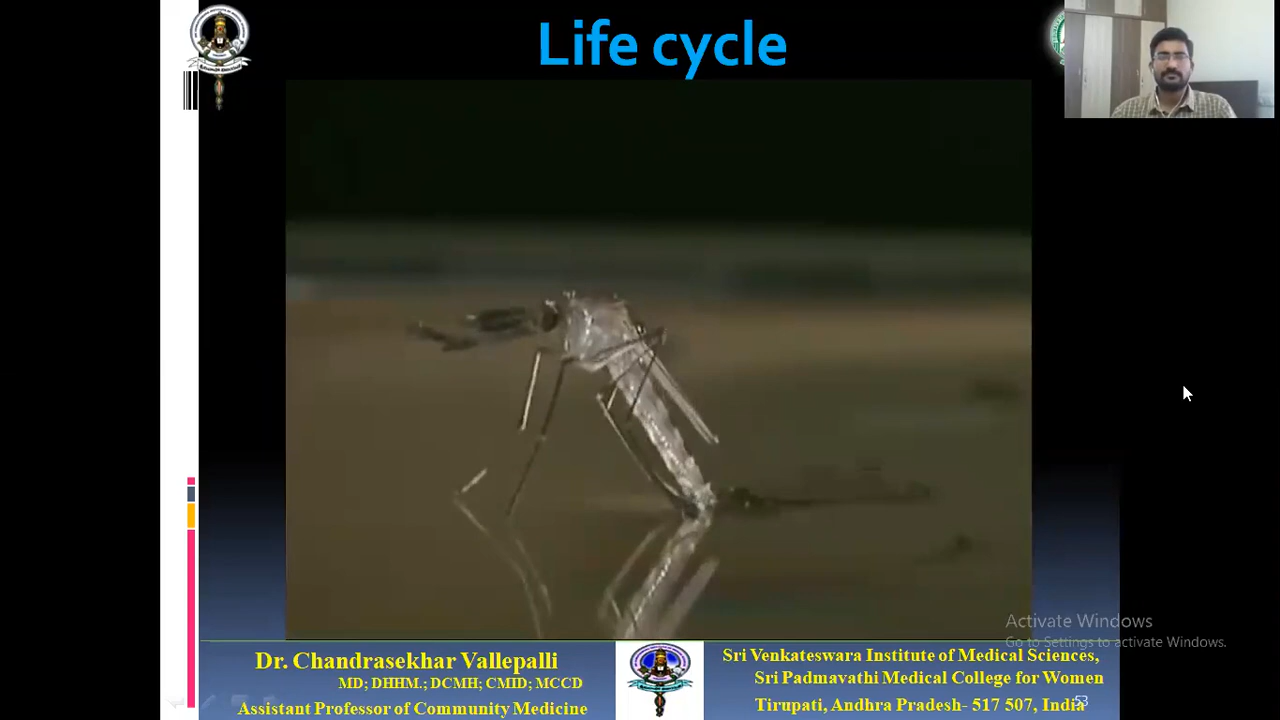 Life cycle
Activate Windows
Go to Settings to activate Windows.
Dr. Chandrasekhar Vallepalli
MD; DHHM.; DCMH; CMID; MCCD
Assistant Professor of Community Medicine
Sri Venkateswara Institute of Medical Sciences,
Sri Padmavathi Medical College for Women
Tirupati, Andhra Pradesh- 517 507, India
53